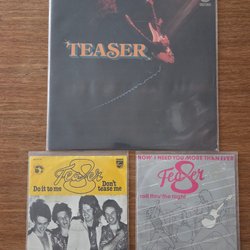 TEASER
Teaser
Do it to me
Don't
tease me
NOW I NEED YOU MORE THAN EVER
Teaser
call thru the night